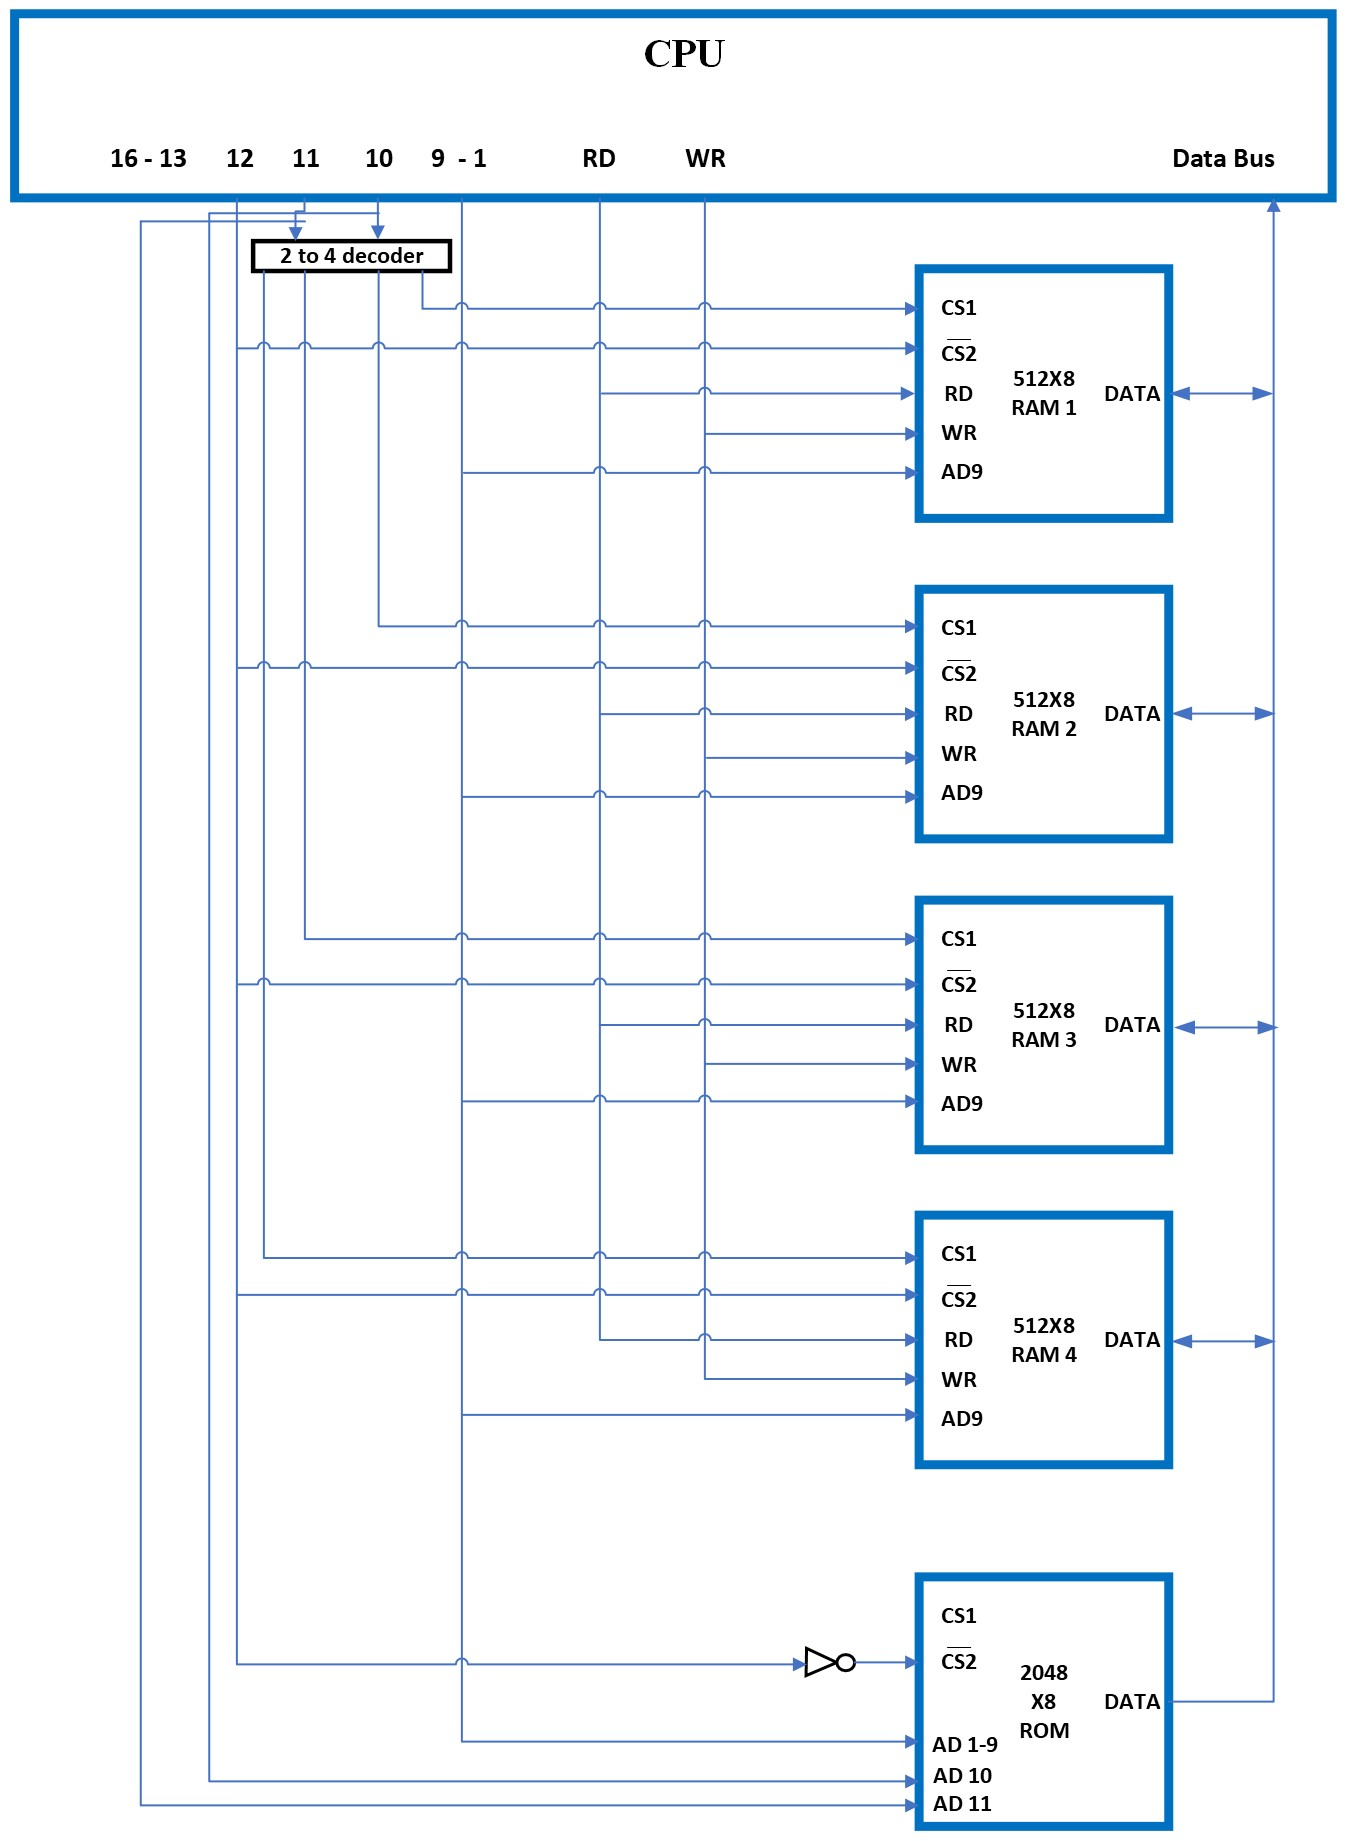 CPU
16 - 13 12 11 10 9 - 1 RD WR Data Bus
2 to 4 decoder
CS1
CS2
RD
WR
AD9
512X8
RAM 1
DATA
CS1
CS2
RD
WR
AD9
512X8
RAM 2
DATA
CS1
CS2
RD
WR
AD9
512X8
RAM 3
DATA
CS1
CS2
RD
WR
AD9
512X8
RAM 4
DATA
CS1
CS2
AD 1-9
AD 10
AD 11
2048
X8
ROM
DATA